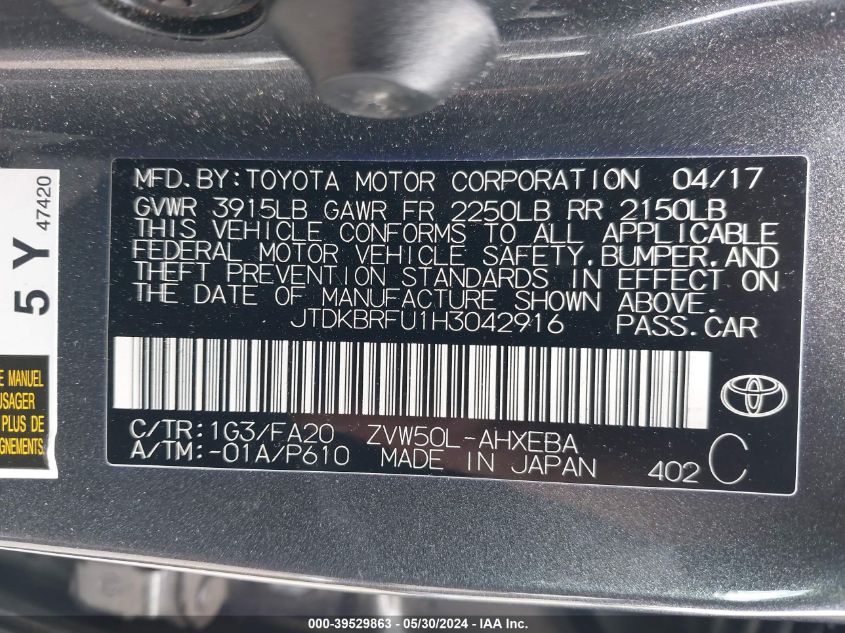 MFD.BY:TOYOTA MOTOR CORPORATION 04/17
GVWR 3915LB GAWR FR 2250LB RR 2150LB
THIS VEHICLE CONFORMS TO ALL APPLICABLE
FEDERAL MOTOR VEHICLE SAFETY,BUMPER,AND
THEFT PREVENTION STANDARDS IN EFFECT ON
THE DATE OF MANUFACTURE SHOWN ABOVE.
JTDKBRFU1H3042916 PASS.CAR
C/TR:1G3/FA20 ZVW50L-AHXEBA
A/TM:-01A/P610 MADE IN JAPAN 402 C
5 Y
47420
E MANUEL
USAGER
PLUS DE
GNEMENTS.
000-39529863 - 05/30/2024 - IAA Inc.